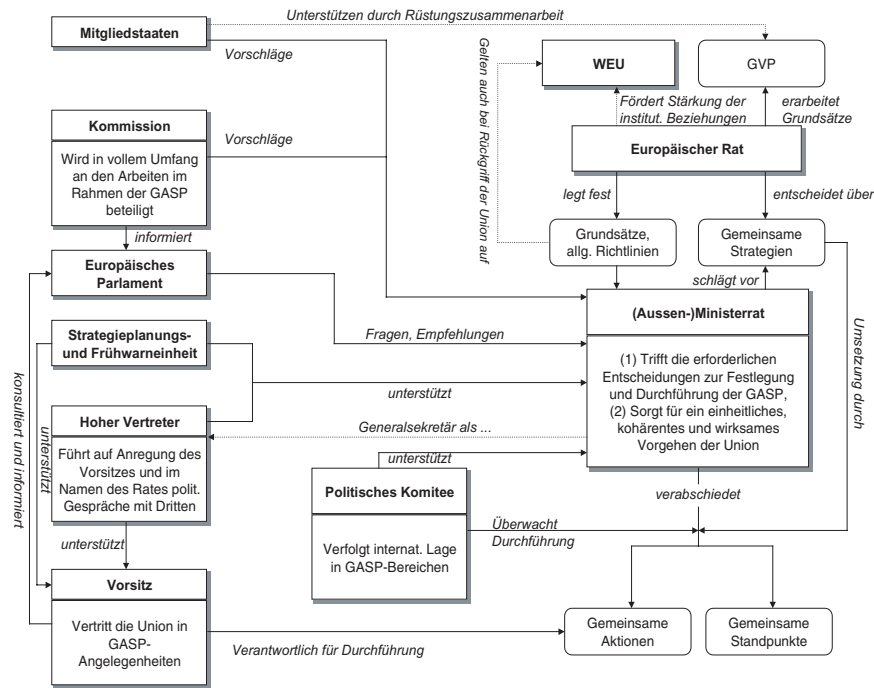 Unterstützen durch Rüstungszusammenarbeit
Mitgliedstaaten
Vorschläge
WEU
GVP
Gelten auch bei Rückgriff der Union auf
Fördert Stärkung der
institut. Beziehungen
erarbeitet
Grundsätze
Kommission
Wird in vollem Umfang
an den Arbeiten im
Rahmen der GASP
beteiligt
Vorschläge
Europäischer Rat
legt fest
entscheidet über
informiert
Grundsätze,
allg. Richtlinien
Gemeinsame
Strategien
Europäisches
Parlament
schlägt vor
(Aussen-)Ministerrat
Fragen, Empfehlungen
Strategieplanungs-
und Frühwarneinheit
(1) Trifft die erforderlichen
Entscheidungen zur Festlegung
und Durchführung der GASP,
(2) Sorgt für ein einheitliches,
kohärentes und wirksames
Vorgehen der Union
Umsetzung durch
unterstützt
konsultiert und informiert
unterstützt
Hoher Vertreter
Führt auf Anregung des
Vorsitzes und im
Namen des Rates polit.
Gespräche mit Dritten
Generalsekretär als ...
unterstützt
Politisches Komitee
Verfolgt internat. Lage
in GASP-Bereichen
verabschiedet
Überwacht
Durchführung
unterstützt
Vorsitz
Vertritt die Union in
GASP-
Angelegenheiten
Verantwortlich für Durchführung
Gemeinsame
Aktionen
Gemeinsame
Standpunkte